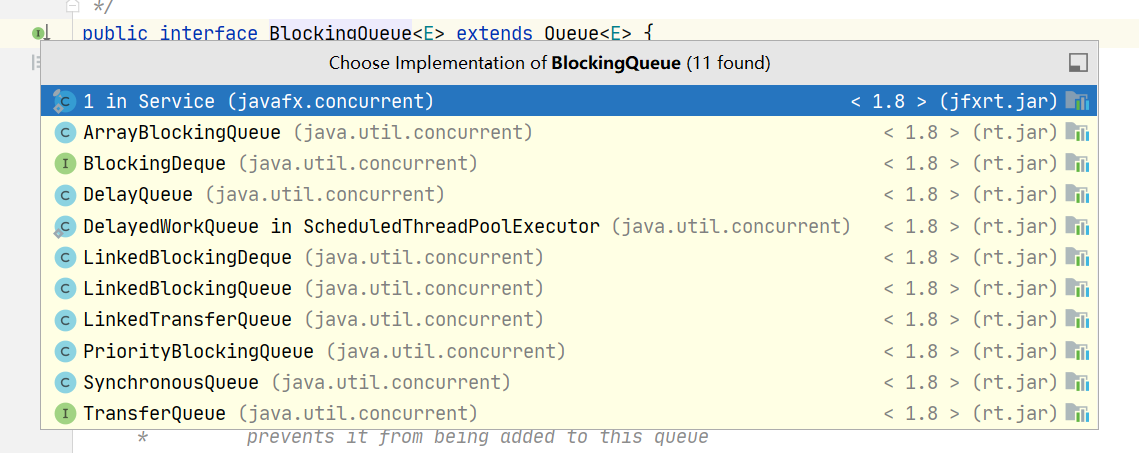 */
public interface BlockingQueue<E> extends Queue<E> {
Choose Implementation of BlockingQueue (11 found)
1 in Service (javafx.concurrent) < 1.8 > (jfxrt.jar)
ArrayBlockingQueue (java.util.concurrent) < 1.8 > (rt.jar)
BlockingDeque (java.util.concurrent) < 1.8 > (rt.jar)
DelayQueue (java.util.concurrent) < 1.8 > (rt.jar)
DelayedWorkQueue in ScheduledThreadPoolExecutor (java.util.concurrent) < 1.8 > (rt.jar)
LinkedBlockingDeque (java.util.concurrent) < 1.8 > (rt.jar)
LinkedBlockingQueue (java.util.concurrent) < 1.8 > (rt.jar)
LinkedTransferQueue (java.util.concurrent) < 1.8 > (rt.jar)
PriorityBlockingQueue (java.util.concurrent) < 1.8 > (rt.jar)
SynchronousQueue (java.util.concurrent) < 1.8 > (rt.jar)
TransferQueue (java.util.concurrent) < 1.8 > (rt.jar)
* prevents it from being added to this queue